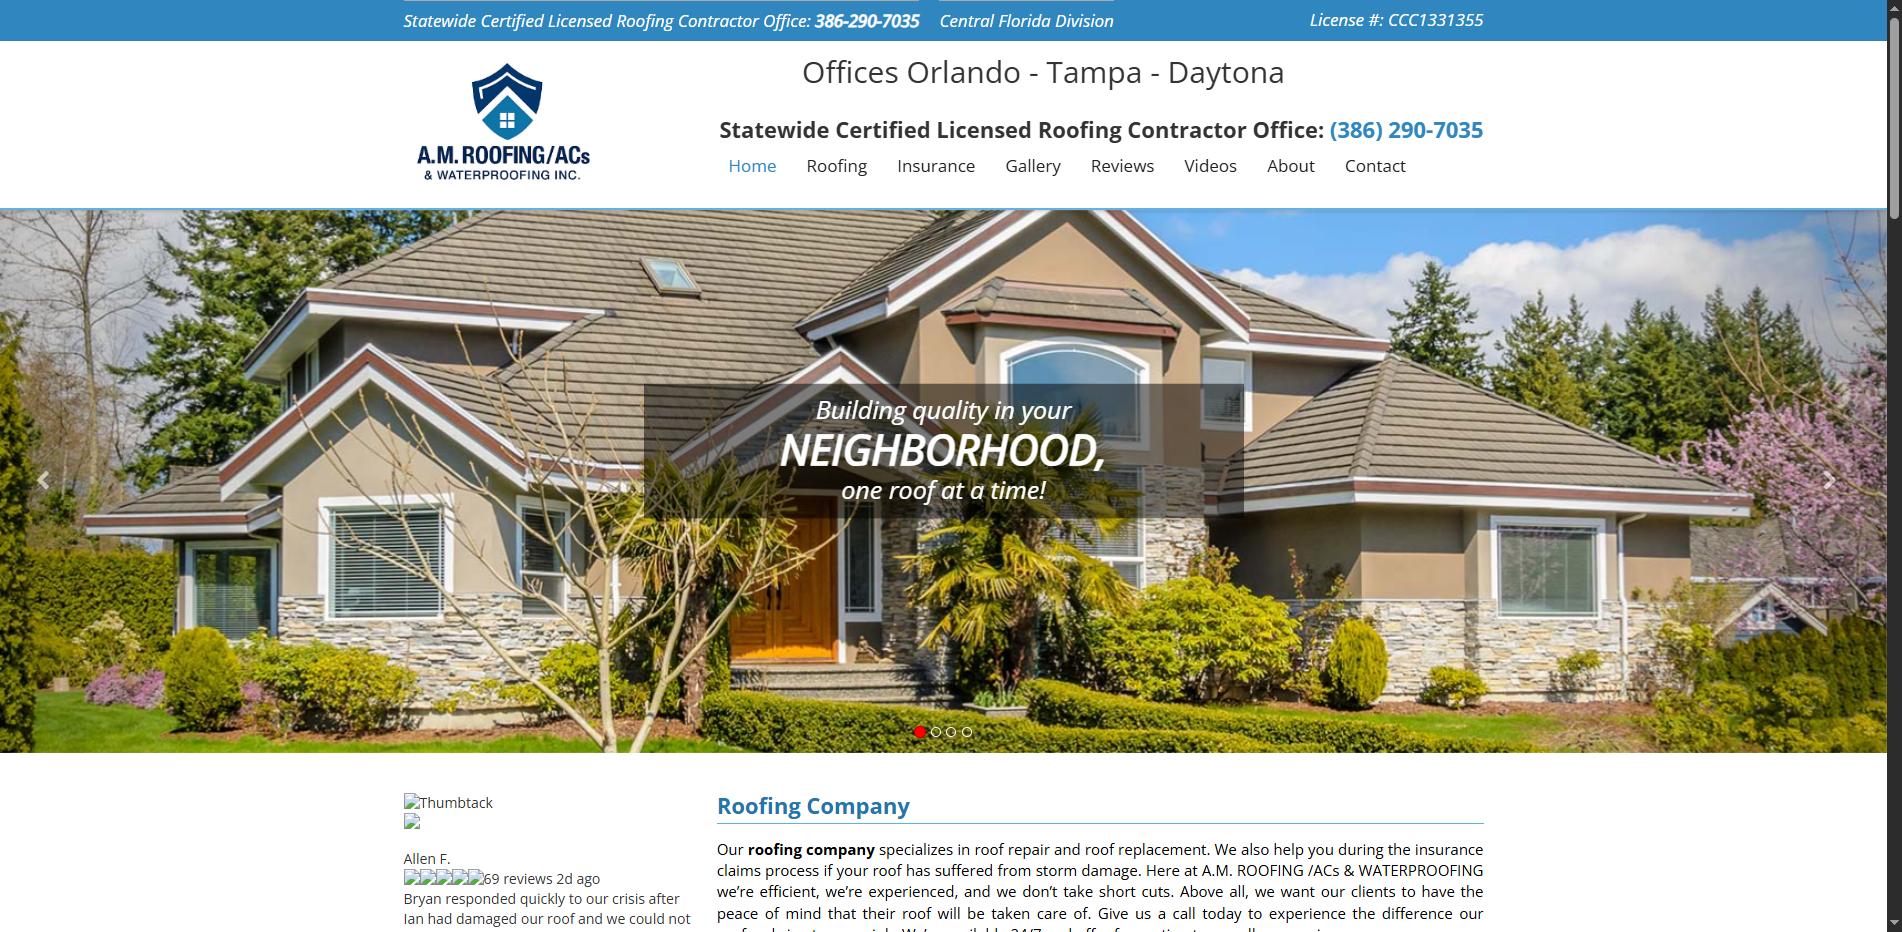 Statewide Certified Licensed Roofing Contractor Office: 386-290-7035
Central Florida Division
License #: CCC1331355
A.M. ROOFING/ACs
& WATERPROOFING INC.
Offices Orlando - Tampa - Daytona
Statewide Certified Licensed Roofing Contractor Office: (386) 290-7035
Home Roofing Insurance Gallery Reviews Videos About Contact
Building quality in your
NEIGHBORHOOD,
one roof at a time!
Thumbtack
Allen F.
69 reviews 2d ago
Bryan responded quickly to our crisis after
Ian had damaged our roof and we could not
Roofing Company
Our roofing company specializes in roof repair and roof replacement. We also help you during the insurance
claims process if your roof has suffered from storm damage. Here at A.M. ROOFING /ACs & WATERPROOFING
we’re efficient, we’re experienced, and we don’t take short cuts. Above all, we want our clients to have the
peace of mind that their roof will be taken care of. Give us a call today to experience the difference our